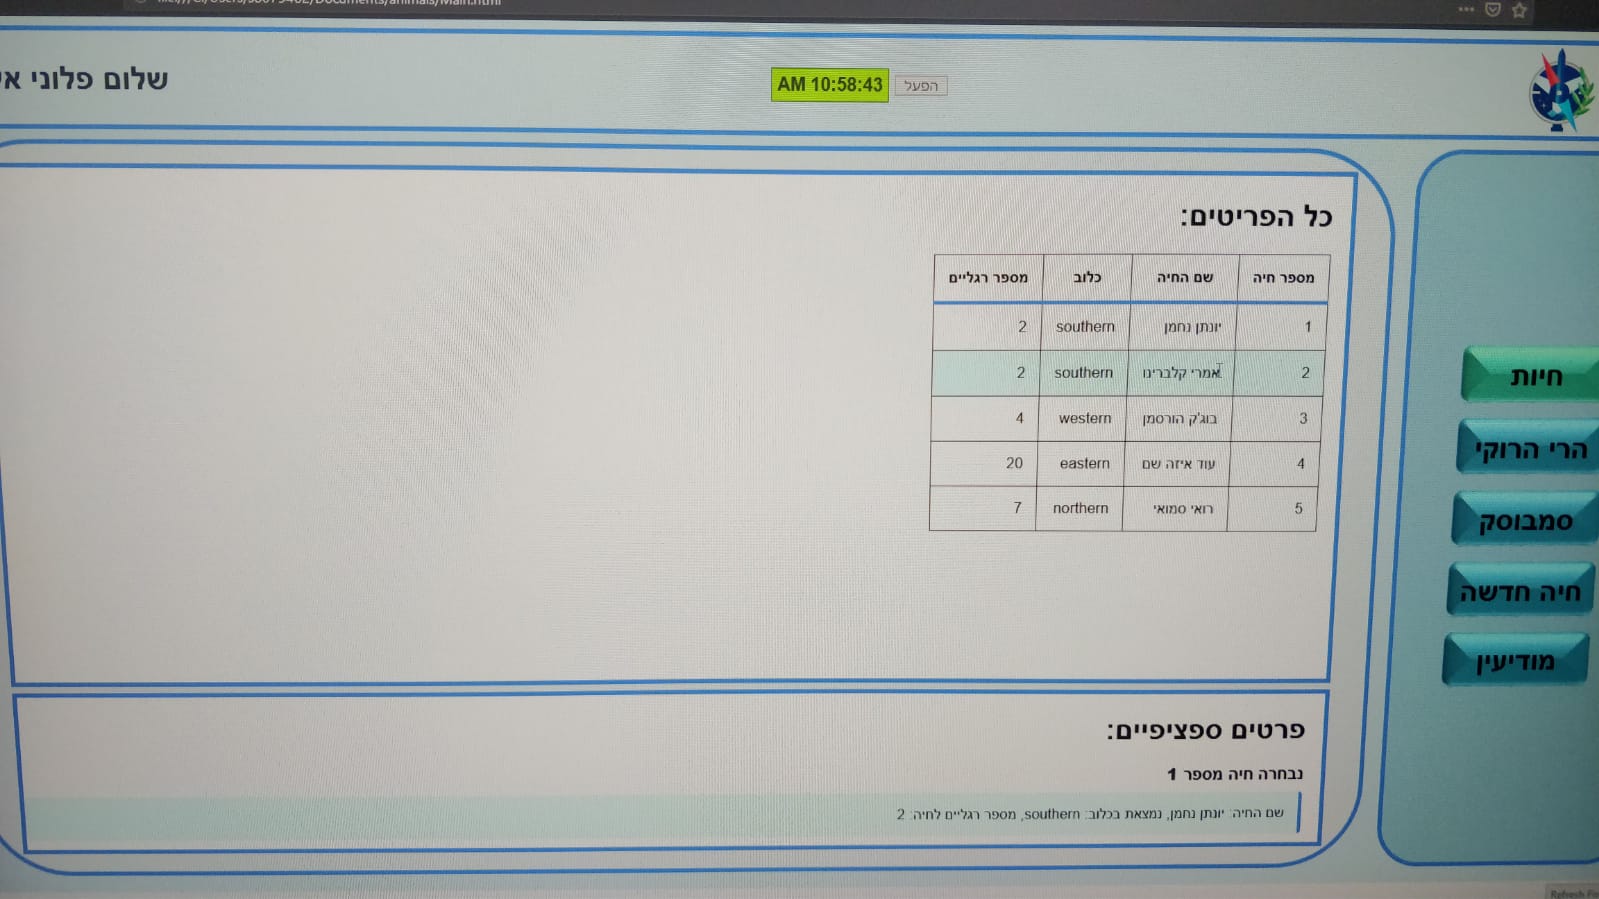 שלום פלוני
AM 10:58:43
הפעל
כל הפריטים:
מספר חיה שם החיה כלוב מספר רגליים
1 יונתן נחמן southern 2
2 אמרי קלברינו southern 2
3 בוג'ק הורסמן western 4
4 עוד איזה שם eastern 20
5 רואי סמואי northern 7
פרטים ספציפיים:
נבחרה חיה מספר 1
שם החיה: יונתן נחמן, נמצאת בכלוב: southern, מספר רגליים לחיה: 2
חיות
הרי הרוקי
סמבוסק
חיה חדשה
מודיעין
Refresh